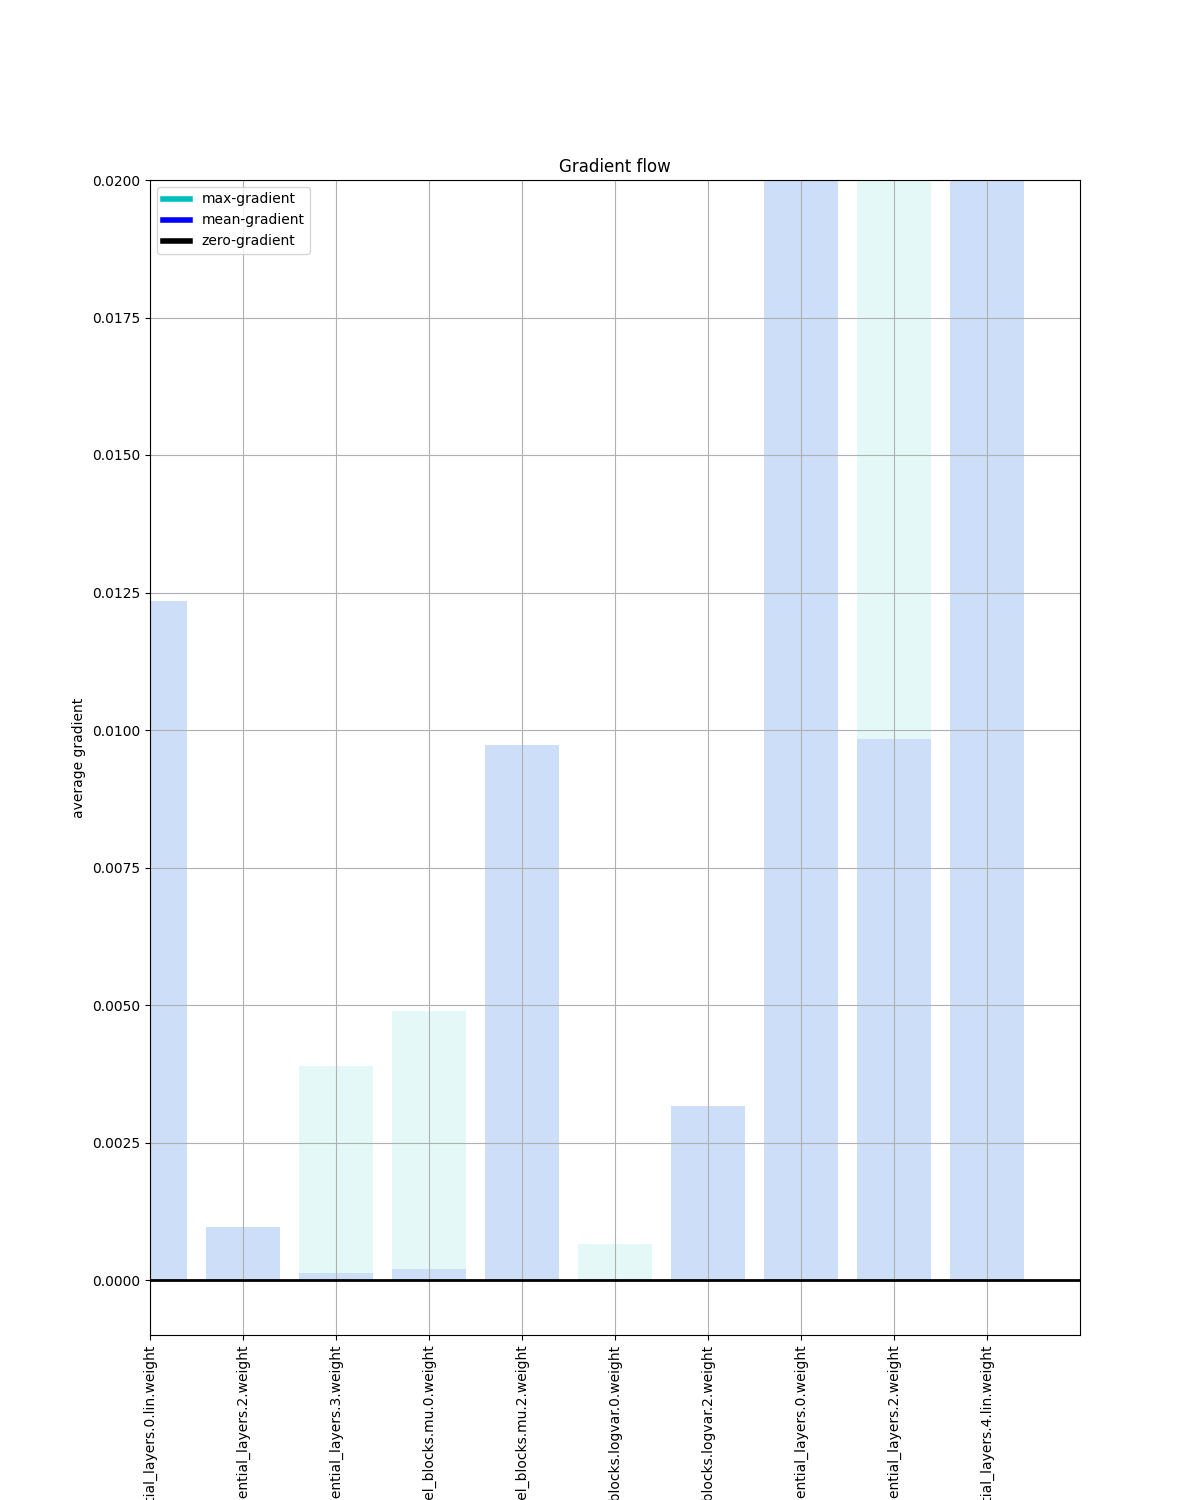 Gradient flow
max-gradient
mean-gradient
zero-gradient
average gradient
0.0200
0.0175
0.0150
0.0125
0.0100
0.0075
0.0050
0.0025
0.0000
tial_layers.0.lin.weight
ential_layers.2.weight
ential_layers.3.weight
el_blocks.mu.0.weight
el_blocks.mu.2.weight
blocks.logvar.0.weight
blocks.logvar.2.weight
ential_layers.0.weight
ential_layers.2.weight
tial_layers.4.lin.weight